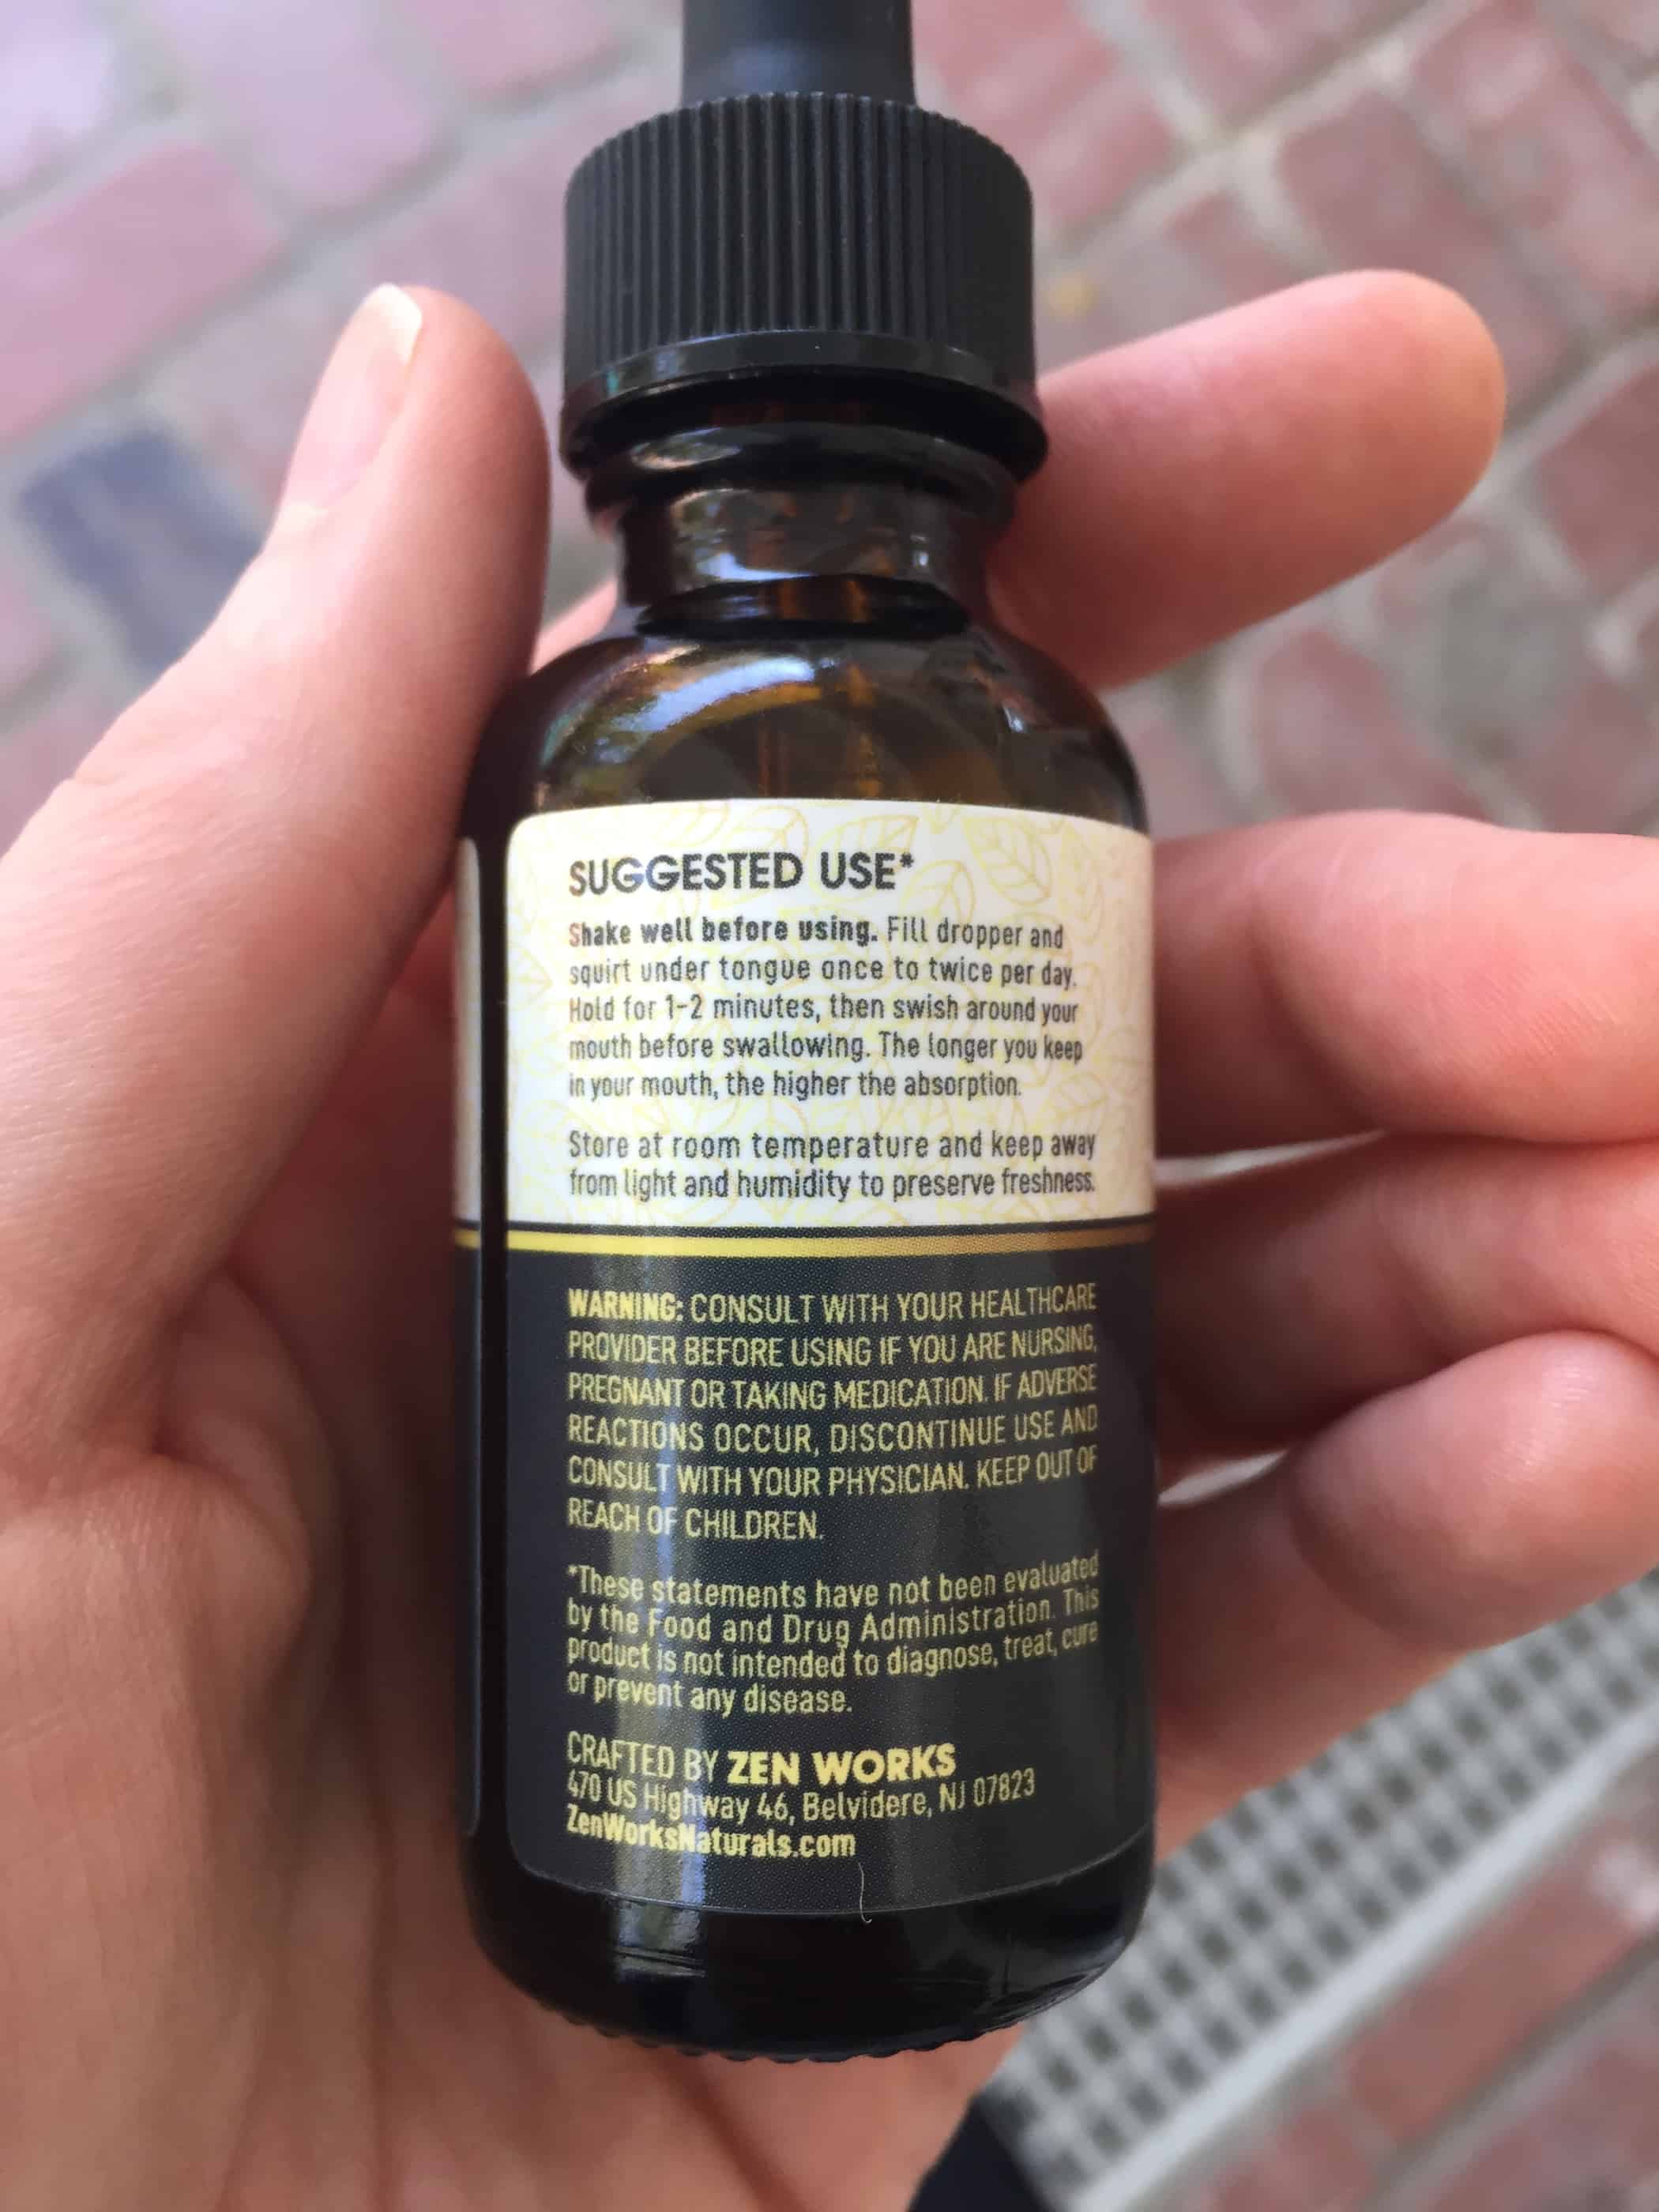 SUGGESTED USE*
Shake well before using. Fill dropper and
squirt under tongue once to twice per day.
Hold for 1-2 minutes, then swish around your
mouth before swallowing. The longer you keep
in your mouth, the higher the absorption.
Store at room temperature and keep away
from light and humidity to preserve freshness.
WARNING: CONSULT WITH YOUR HEALTHCARE
PROVIDER BEFORE USING IF YOU ARE NURSING,
PREGNANT OR TAKING MEDICATION. IF ADVERSE
REACTIONS OCCUR, DISCONTINUE USE AND
CONSULT WITH YOUR PHYSICIAN. KEEP OUT OF
REACH OF CHILDREN.
*These statements have not been evaluated
by the Food and Drug Administration. This
product is not intended to diagnose, treat, cure
or prevent any disease.
CRAFTED BY ZEN WORKS
470 US Highway 46, Belvidere, NJ 07823
ZenWorksNaturals.com